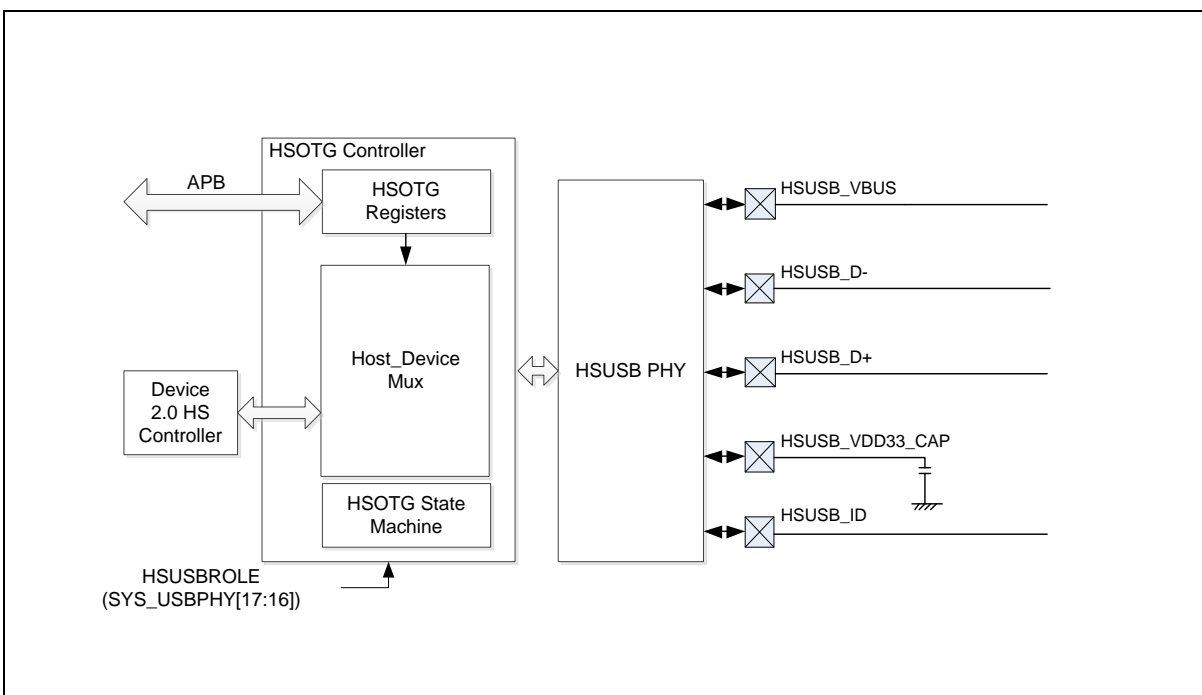 HSOTG Controller
APB
HSOTG
Registers
Host_Device
Mux
HSOTG State
Machine
Device
2.0 HS
Controller
HSUSBROLE
(SYS_USBPHY[17:16])
HSUSB PHY
HSUSB_VBUS
HSUSB_D-
HSUSB_D+
HSUSB_VDD33_CAP
HSUSB_ID